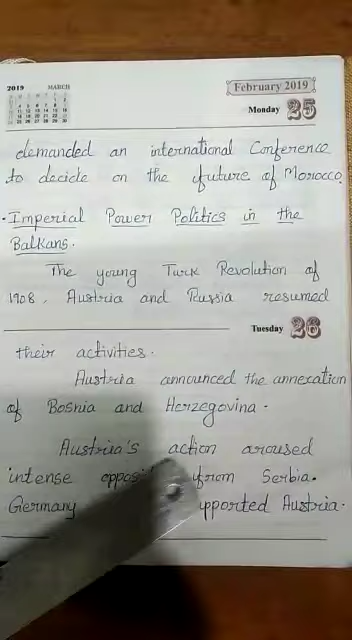 2019 MARCH
February 2019
Monday 25
demanded an international Conference
to decide on the future of Morocco.
• Imperial Power Politics in the
Balkans.
The young Turk Revolution of
1908, Austria and Russia resumed
Tuesday 26
their activities.
Austria announced the annexation
of Bosnia and Herzegovina.
Austria's action aroused
intense from Serbia.
Germany Austria.